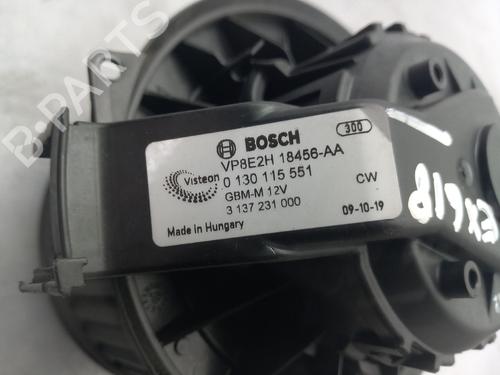 B-PARTS
BOSCH
300
VP8E2H 18456-AA
Visteon
0 130 115 551
GBM-M 12V
CW
3 137 231 000
09-10-19
Made in Hungary
EX618